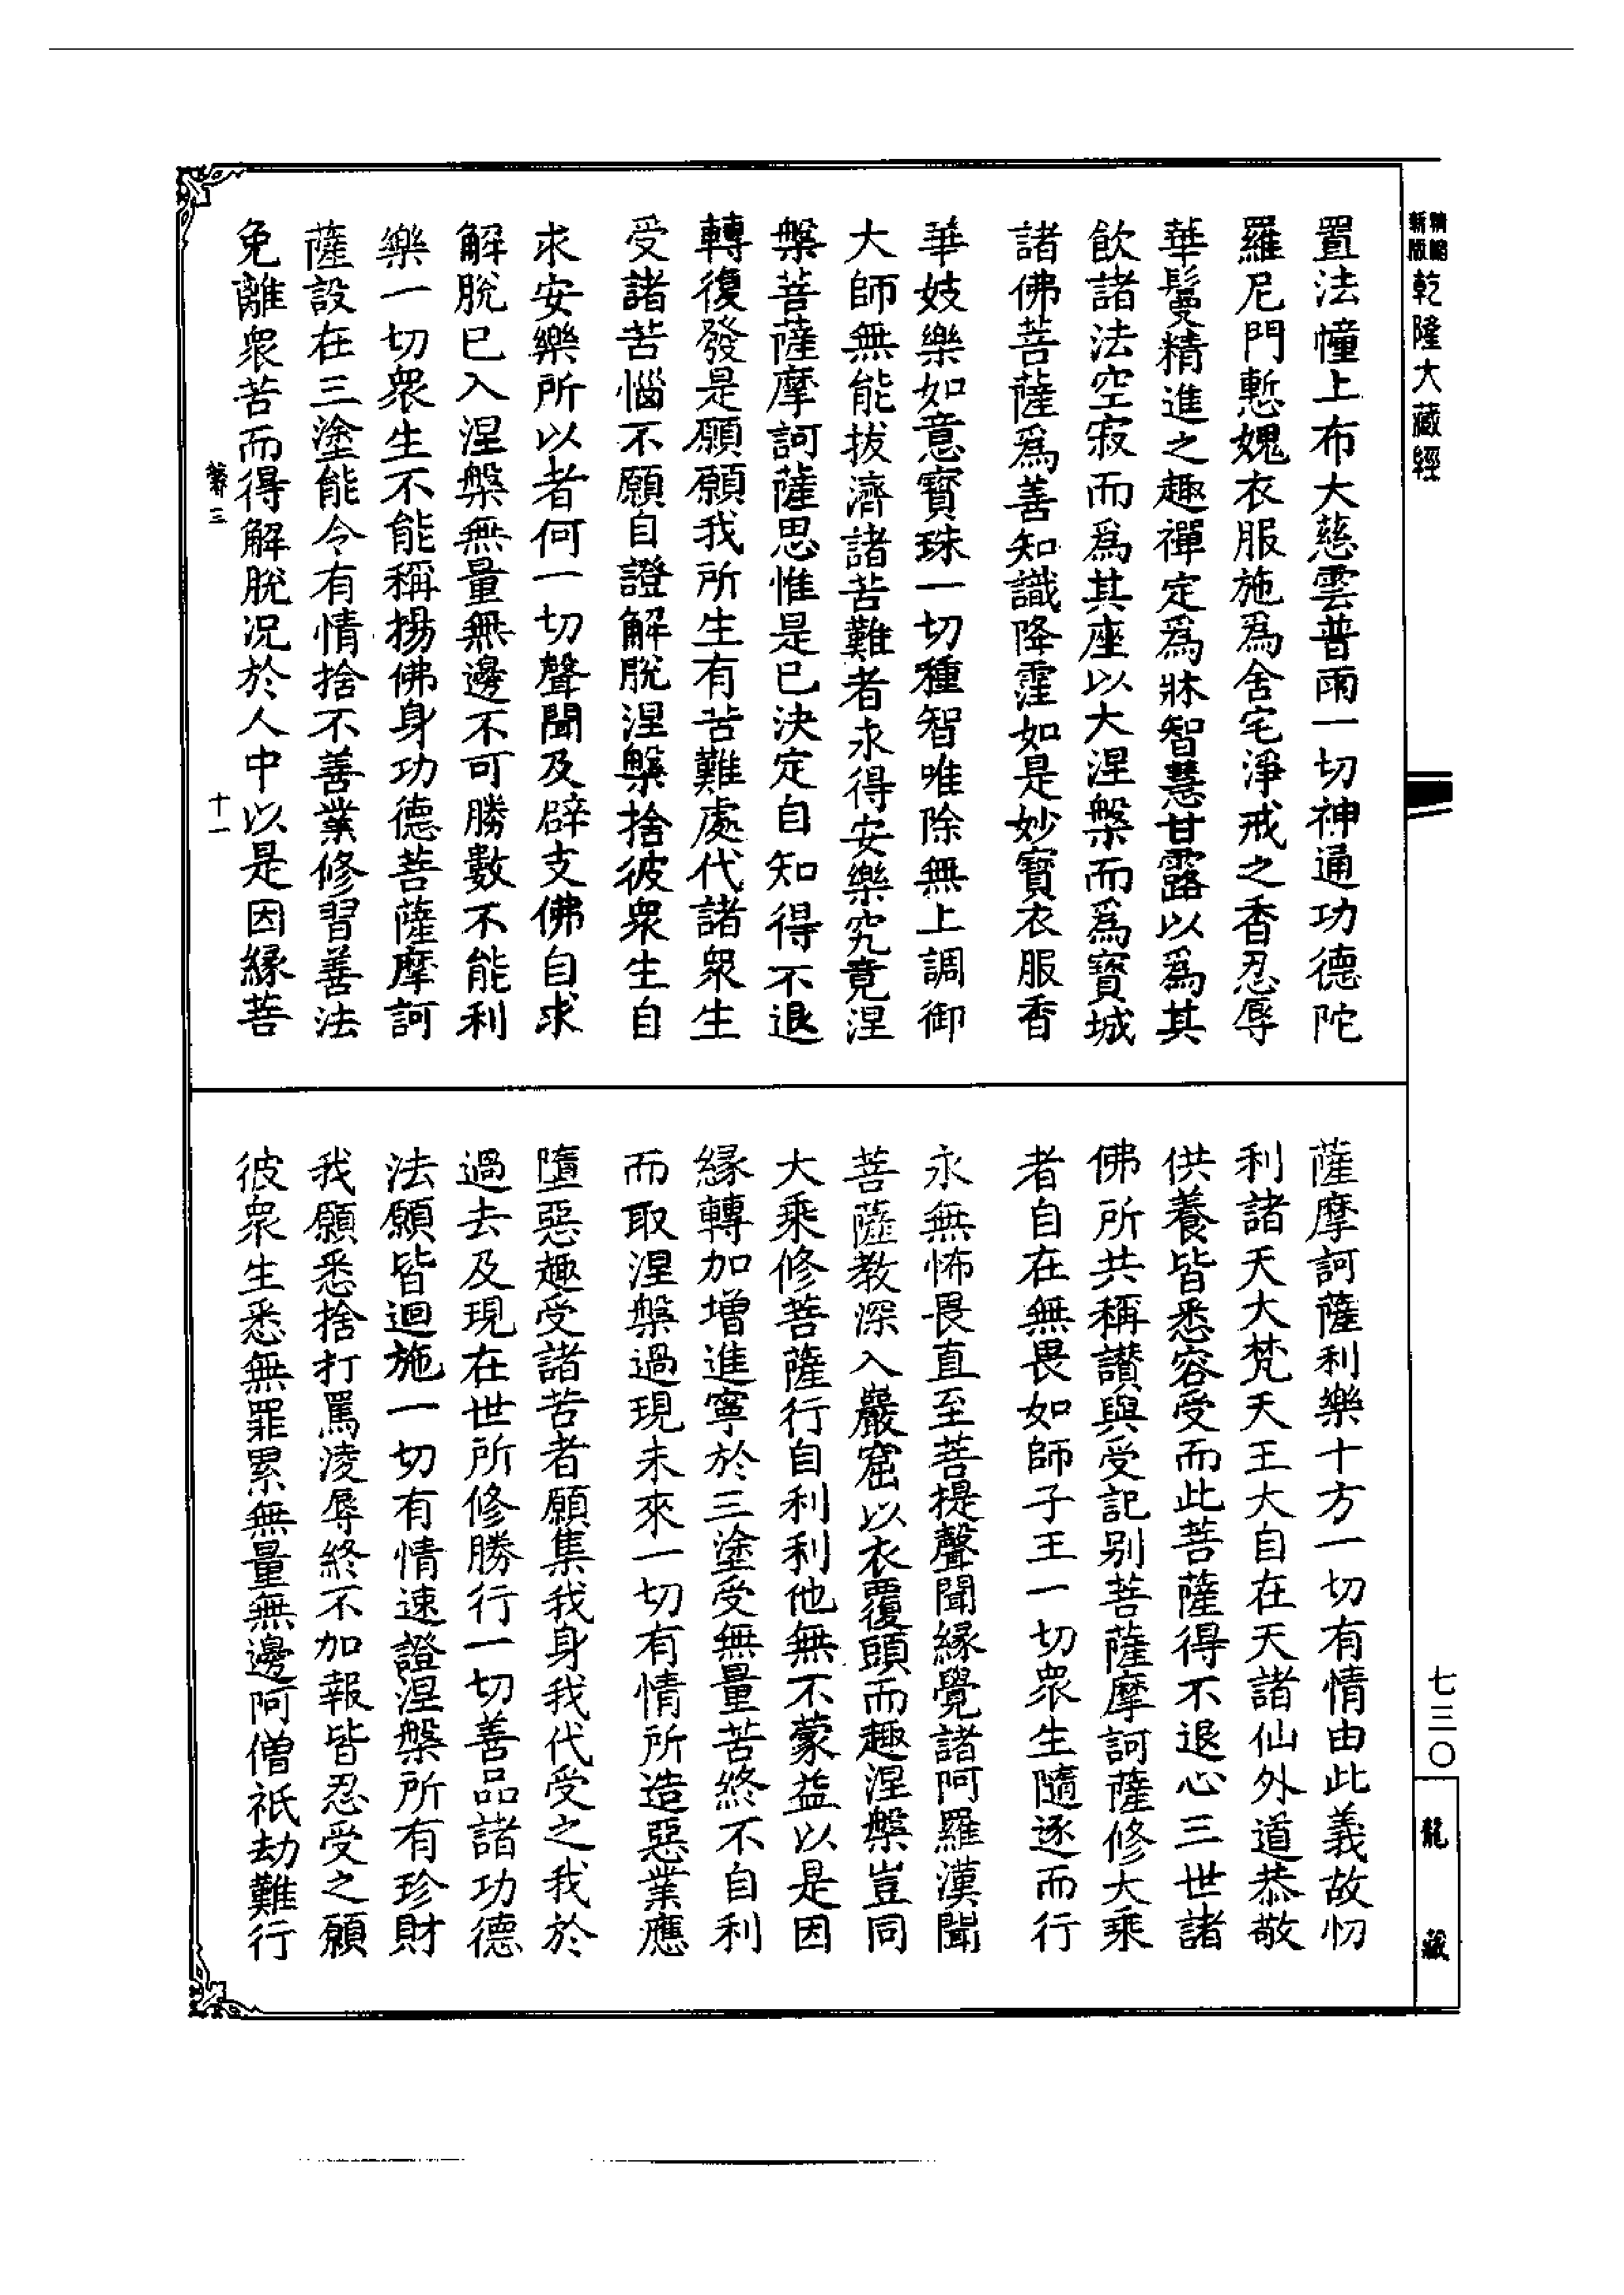 精縮新版乾隆大藏經
置法幢上布大慈雲普雨一切神通功德陀
羅尼門慙媿衣服施爲舍宅淨戒之香忍辱
華鬘精進之趣禪定爲牀智慧甘露以爲其
飲諸法空寂而爲其座以大涅槃而爲寶城
諸佛菩薩爲善知識降霔如是妙寶衣服香
華妓樂如意寶珠一切種智唯除無上調御
大師無能拔濟諸苦難者永得安樂究竟涅
槃菩薩摩訶薩思惟是已決定自知得不退
轉復發是願願我所生有苦難處代諸衆生
受諸苦惱不願自證解脫涅槃捨彼衆生自
求安樂所以者何一切聲聞及辟支佛自求
解脫已入涅槃無量無邊不可勝數不能利
樂一切衆生不能稱揚佛身功德菩薩摩訶
薩設在三塗能令有情捨不善業修習善法
免離衆苦而得解脫況於人中以是因緣菩
三 十一
薩摩訶薩利樂十方一切有情由此義故忉
利諸天大梵天王大自在天諸仙外道恭敬
供養皆悉容受而此菩薩得不退心三世諸
佛所共稱讚與受記别菩薩摩訶薩修大乘
者自在無畏如師子王一切衆生隨逐而行
永無怖畏直至菩提聲聞緣覺諸阿羅漢聞
菩薩教深入巖窟以衣覆頭而趣涅槃豈同
大乘修菩薩行自利利他無不蒙益以是因
緣轉加增進寧於三塗受無量苦終不自利
而取涅槃過現未來一切有情所造惡業應
墮惡趣受諸苦者願集我身我代受之我於
過去及現在世所修勝行一切善品諸功德
法願皆迴施一切有情速證涅槃所有珍財
我願悉捨打罵淩辱終不加報皆忍受之願
彼衆生悉無罪累無量無邊阿僧祇劫難行
七三〇
龍藏